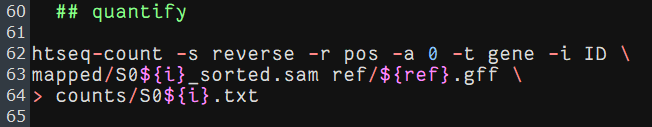 60 ## quantify
61
62 htseq-count -s reverse -r pos -a 0 -t gene -i ID \
63 mapped/S0${i}_sorted.sam ref/${ref}.gff \
64 > counts/S0${i}.txt
65